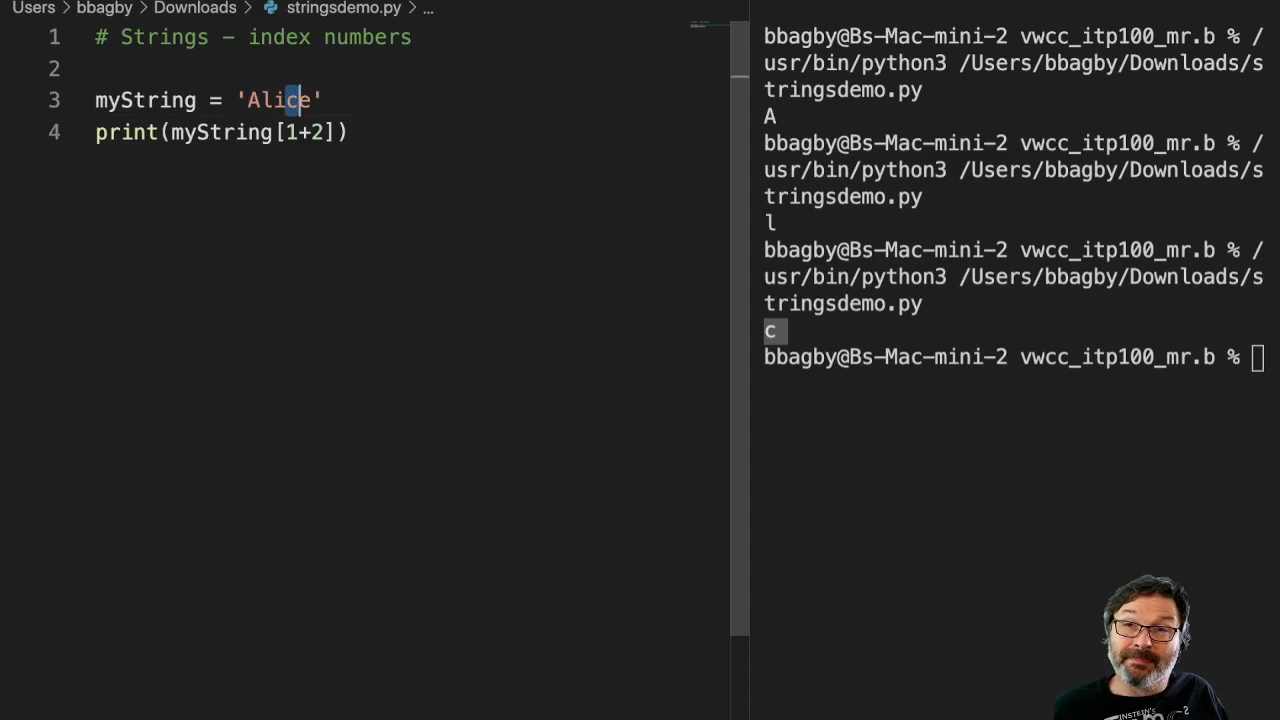 Users > bbagby > Downloads > stringsdemo.py > ...
1 # Strings – index numbers
2
3 myString = 'Alice'
4 print(myString[1+2])
bbagby@Bs-Mac-mini-2 vwcc_itp100_mr.b % /
usr/bin/python3 /Users/bbagby/Downloads/s
tringsdemo.py
A
bbagby@Bs-Mac-mini-2 vwcc_itp100_mr.b % /
usr/bin/python3 /Users/bbagby/Downloads/s
tringsdemo.py
l
bbagby@Bs-Mac-mini-2 vwcc_itp100_mr.b % /
usr/bin/python3 /Users/bbagby/Downloads/s
tringsdemo.py
c
bbagby@Bs-Mac-mini-2 vwcc_itp100_mr.b %